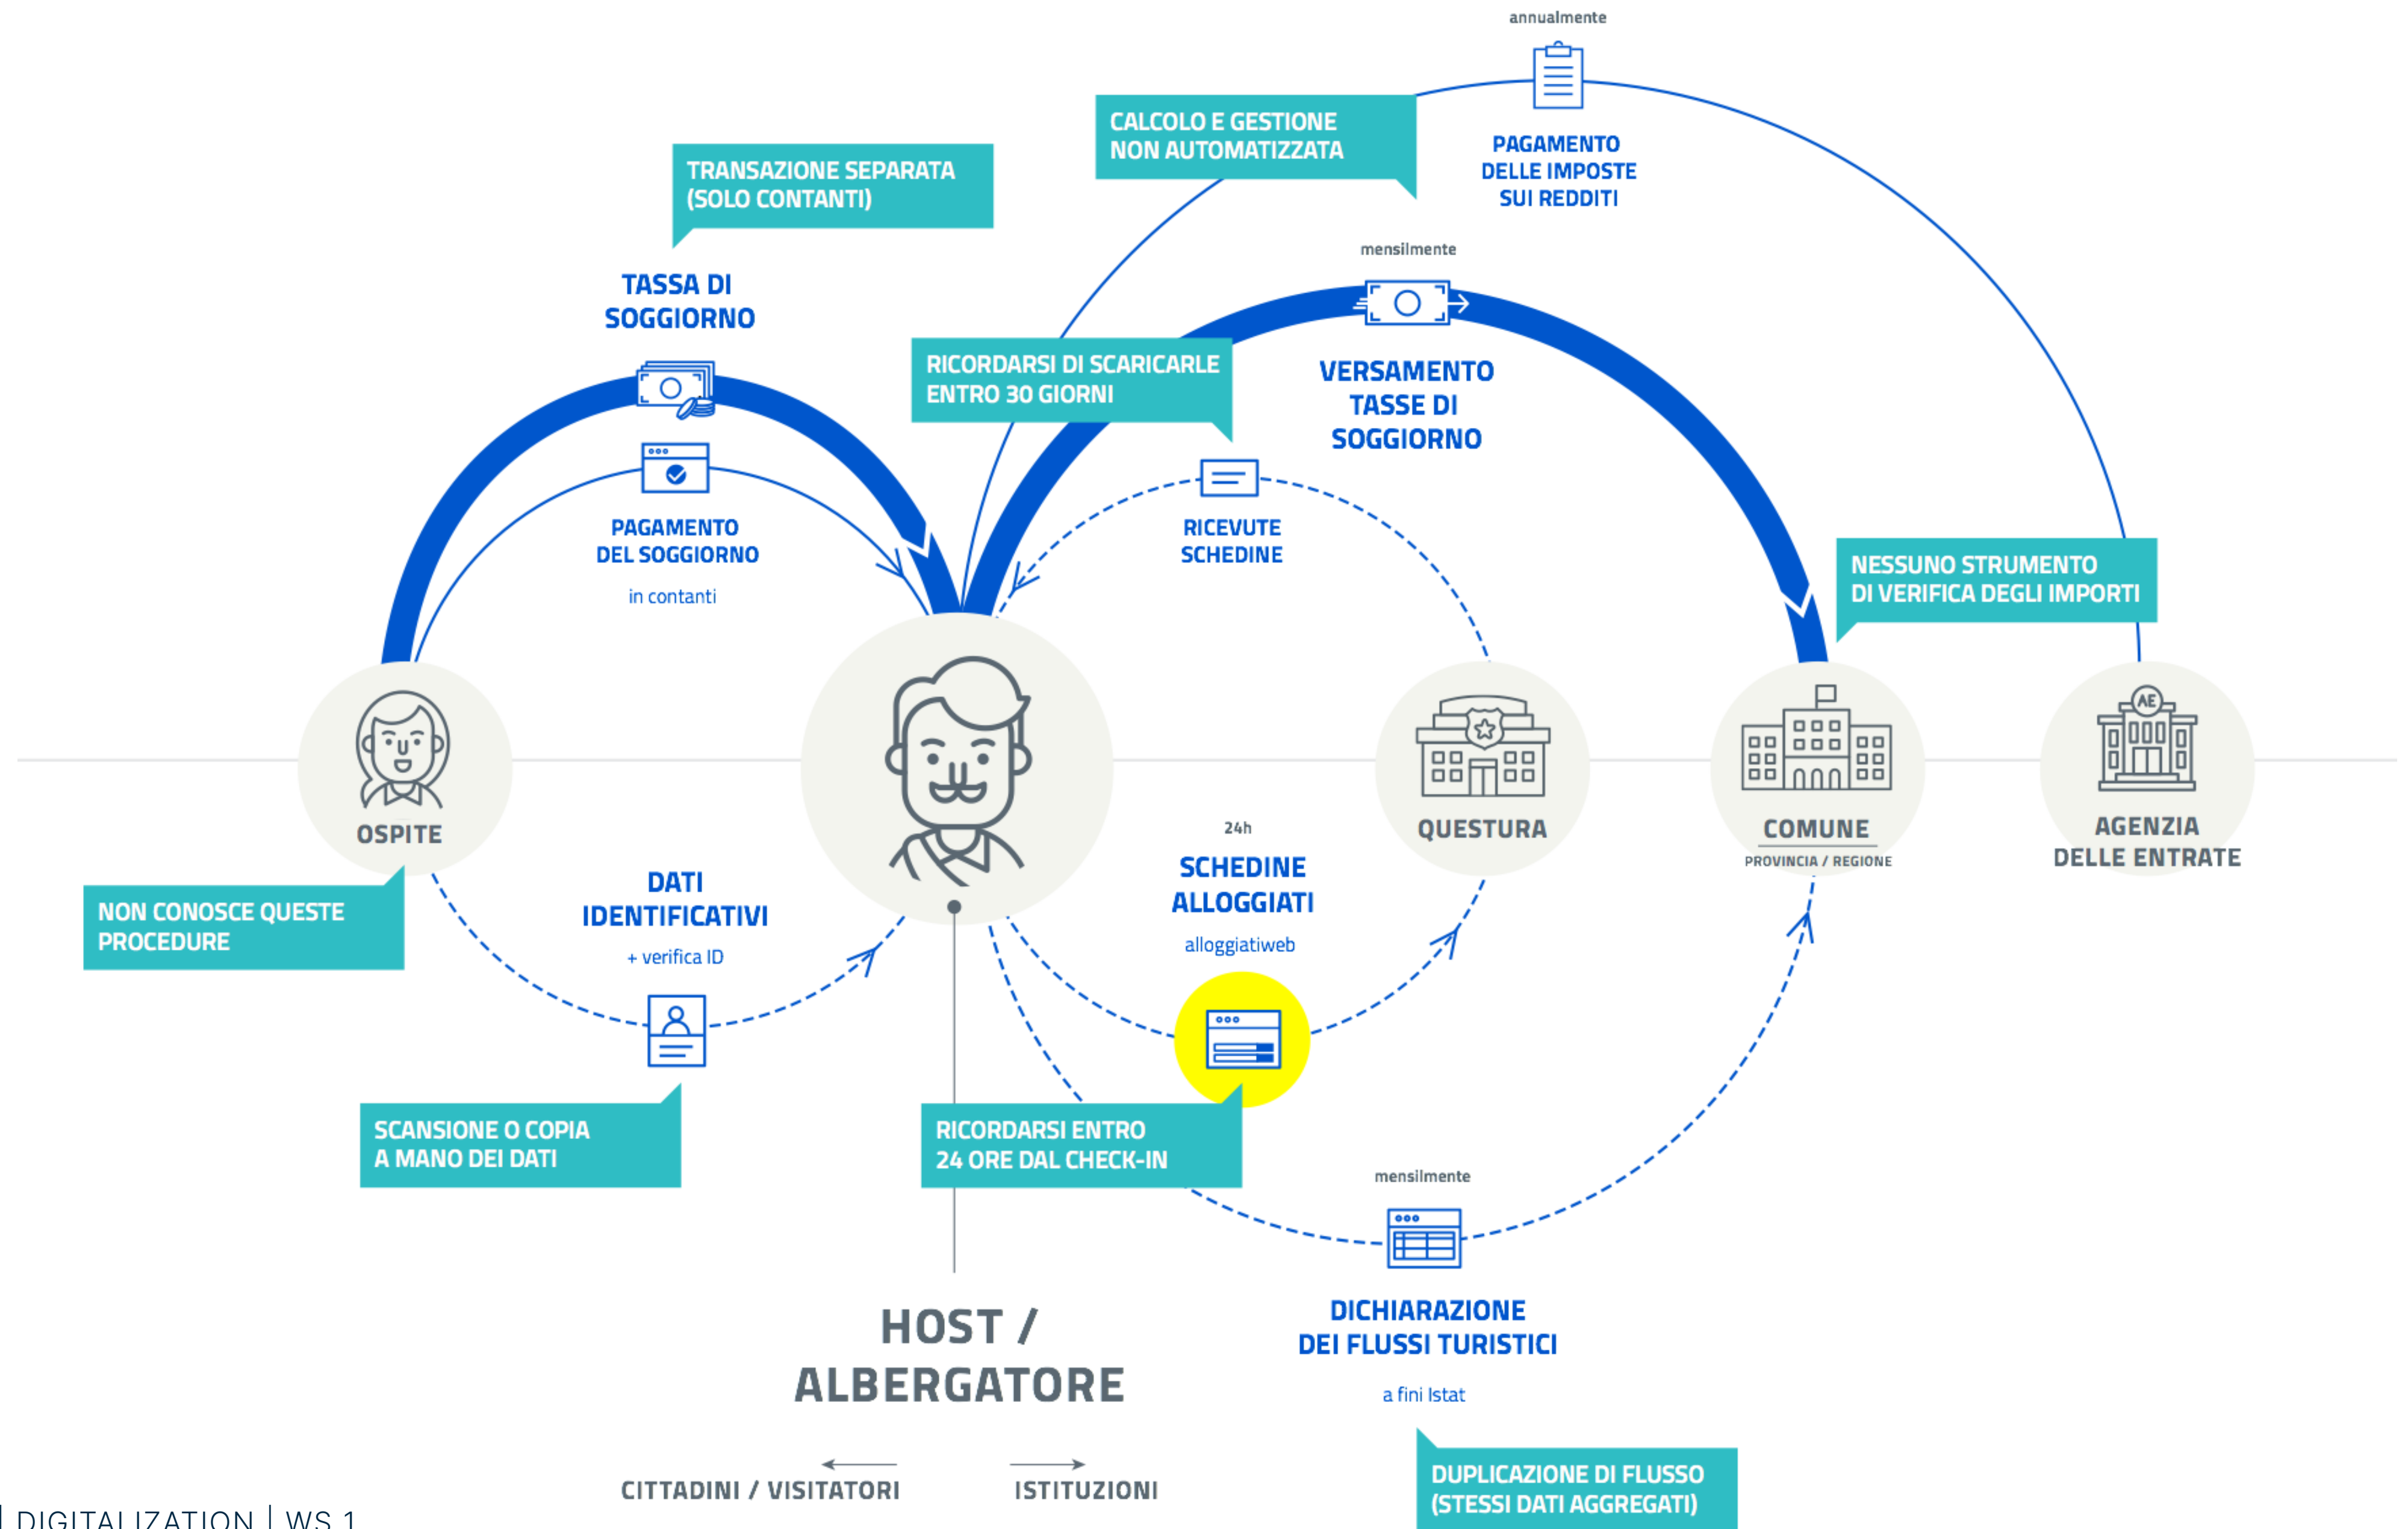 annualmente
CALCOLO E GESTIONE
NON AUTOMATIZZATA
PAGAMENTO
DELLE IMPOSTE
SUI REDDITI
TRANSAZIONE SEPARATA
(SOLO CONTANTI)
mensilmente
TASSA DI
SOGGIORNO
RICORDARSI DI SCARICARLE
ENTRO 30 GIORNI
VERSAMENTO
TASSE DI
SOGGIORNO
PAGAMENTO
DEL SOGGIORNO
in contanti
RICEVUTE
SCHEDINE
NESSUNO STRUMENTO
DI VERIFICA DEGLI IMPORTI
OSPITE
QUESTURA
COMUNE
PROVINCIA / REGIONE
AE
AGENZIA
DELLE ENTRATE
NON CONOSCE QUESTE
PROCEDURE
DATI
IDENTIFICATIVI
+ verifica ID
24h
SCHEDINE
ALLOGGIATI
alloggiatiweb
SCANSIONE O COPIA
A MANO DEI DATI
RICORDARSI ENTRO
24 ORE DAL CHECK-IN
mensilmente
HOST /
ALBERGATORE
DICHIARAZIONE
DEI FLUSSI TURISTICI
a fini Istat
CITTADINI / VISITATORI
ISTITUZIONI
DUPLICAZIONE DI FLUSSO
(STESSI DATI AGGREGATI)
| DIGITALIZATION | WS 1